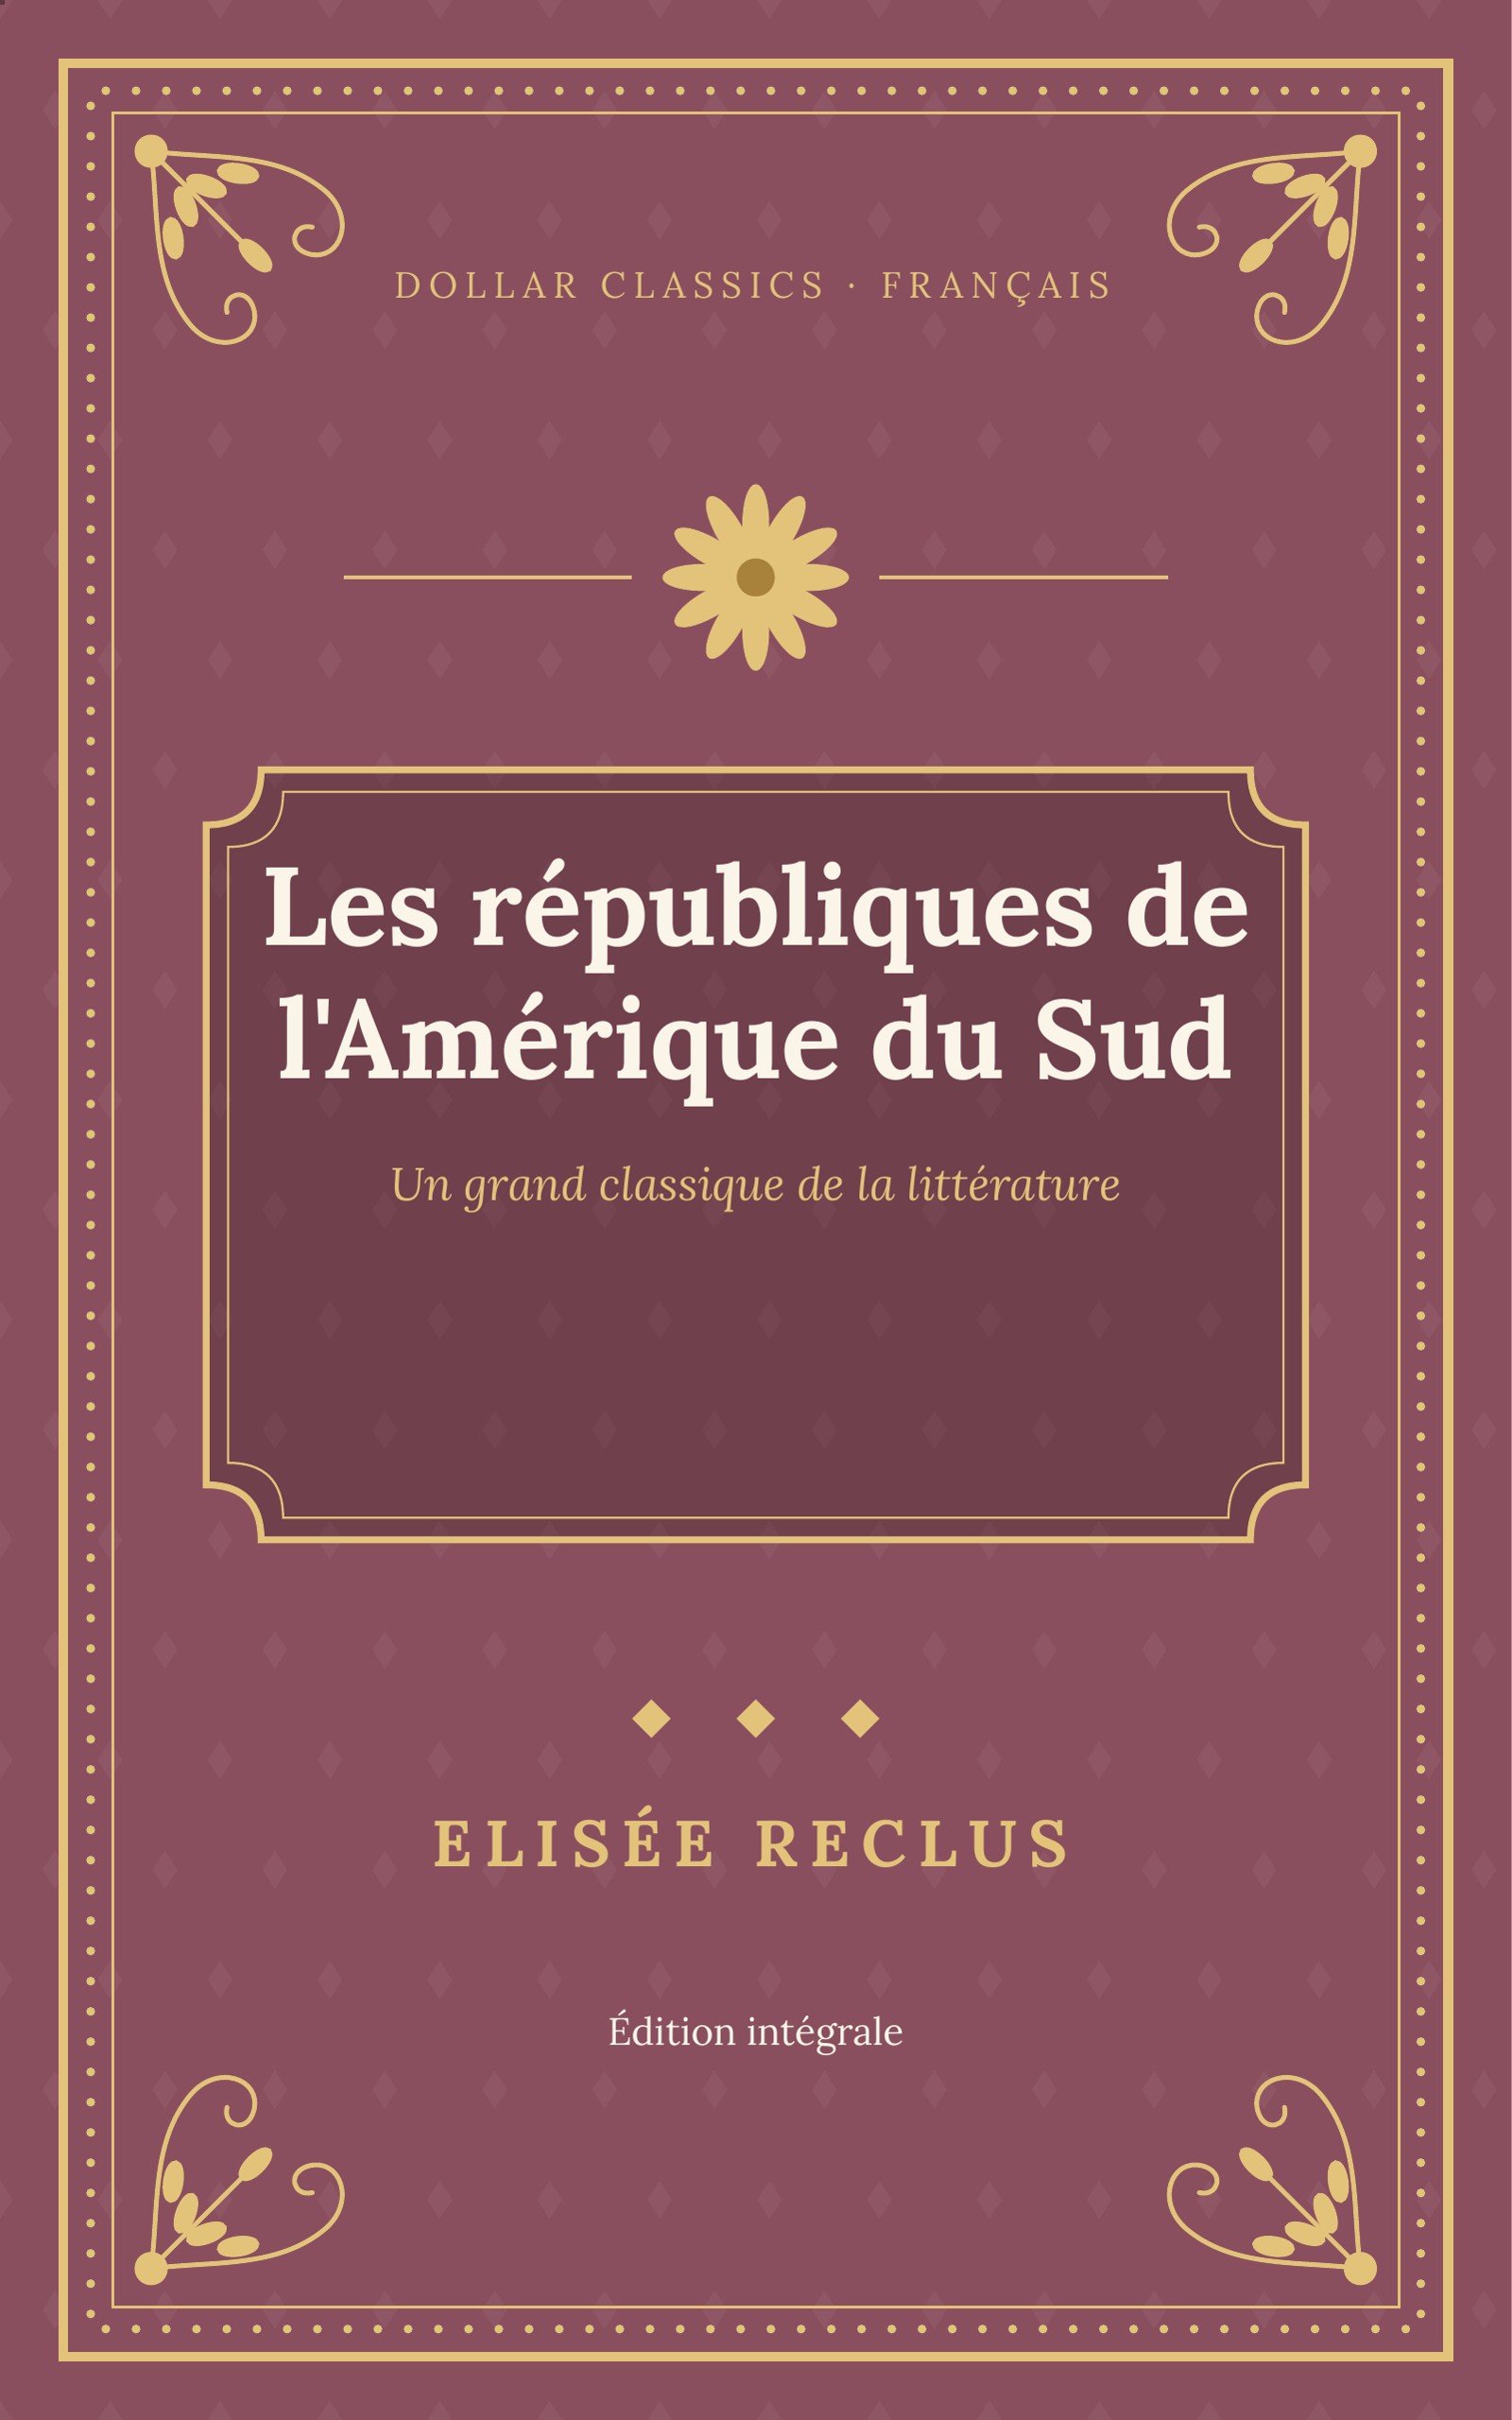 DOLLAR CLASSICS · FRANÇAIS
Les républiques de
l'Amérique du Sud
Un grand classique de la littérature
ELISÉE RECLUS
Édition intégrale